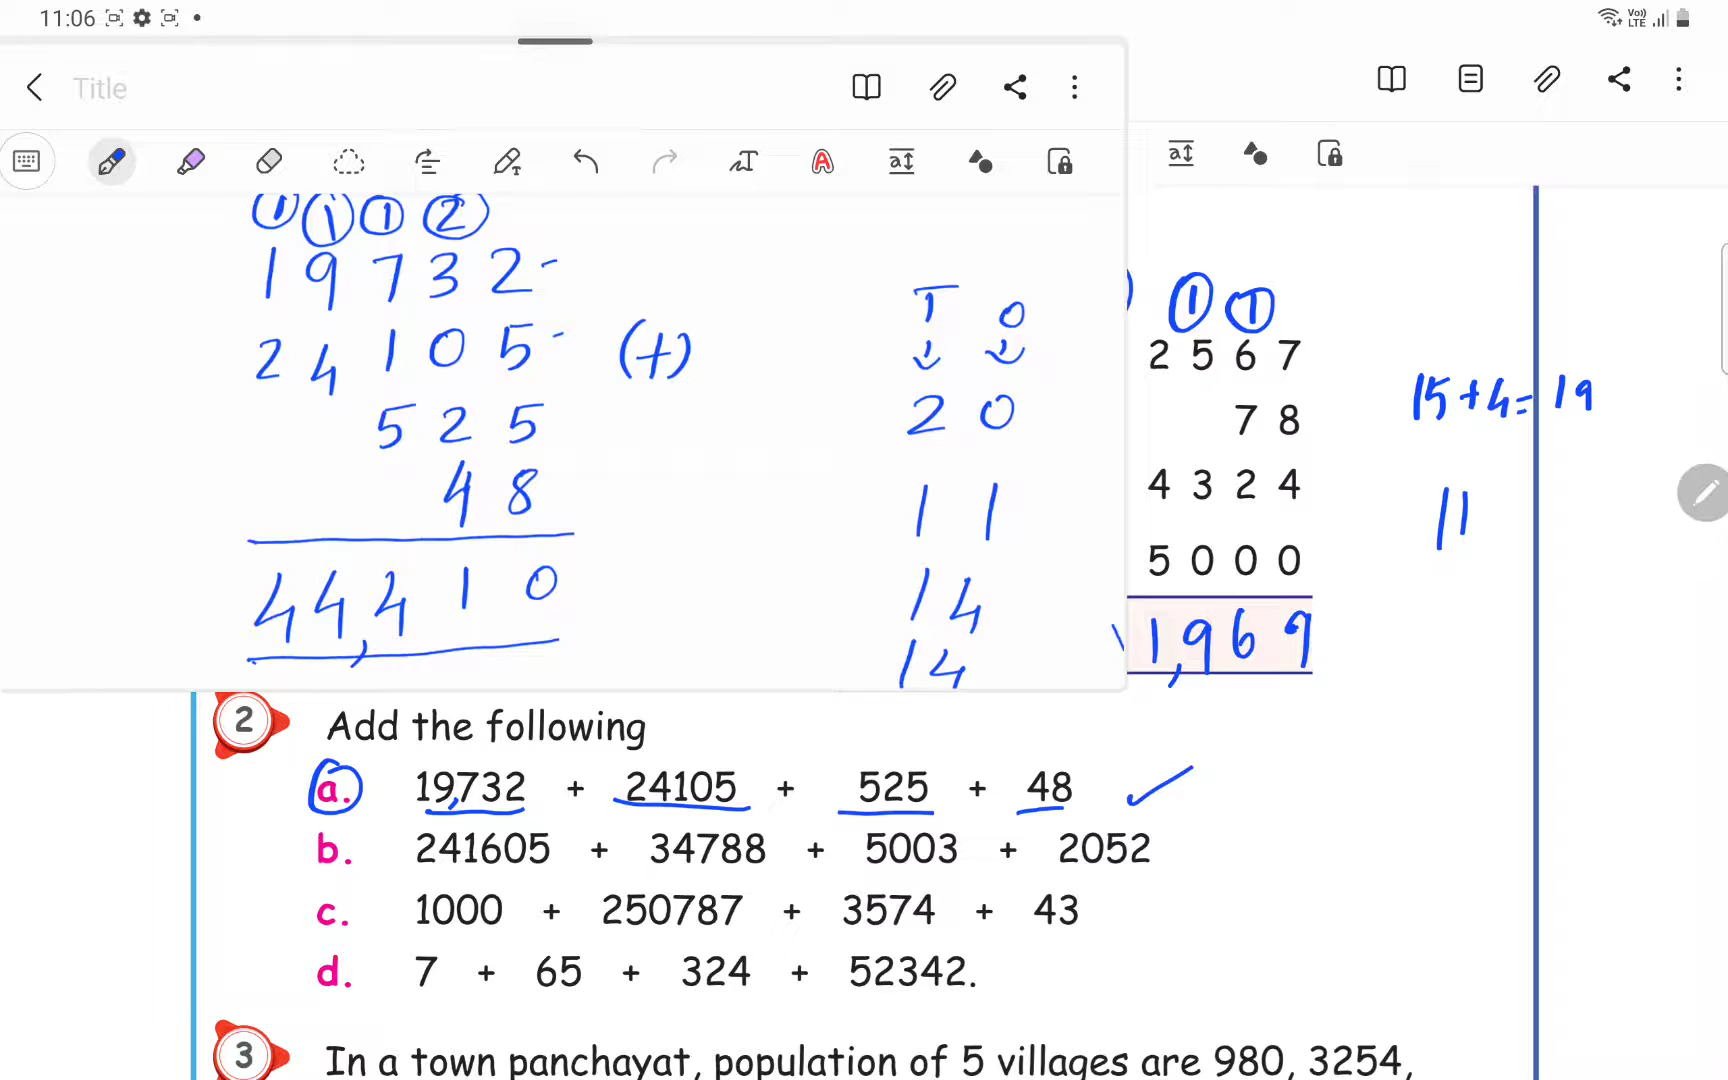 11:06
Vo))
LTE
Title
1 1 1 2
1 9 7 3 2
2 4 1 0 5 (+)
5 2 5
4 8
4 4 , 4 1 0
T O
2 0
1 1
1 4
1 4
1 1
2 5 6 7
7 8
4 3 2 4
5 0 0 0
1 , 9 6 9
15 + 4 = 19
11
2 Add the following
a. 19,732 + 24105 + 525 + 48
b. 241605 + 34788 + 5003 + 2052
c. 1000 + 250787 + 3574 + 43
d. 7 + 65 + 324 + 52342.
3 In a town panchayat, population of 5 villages are 980, 3254,